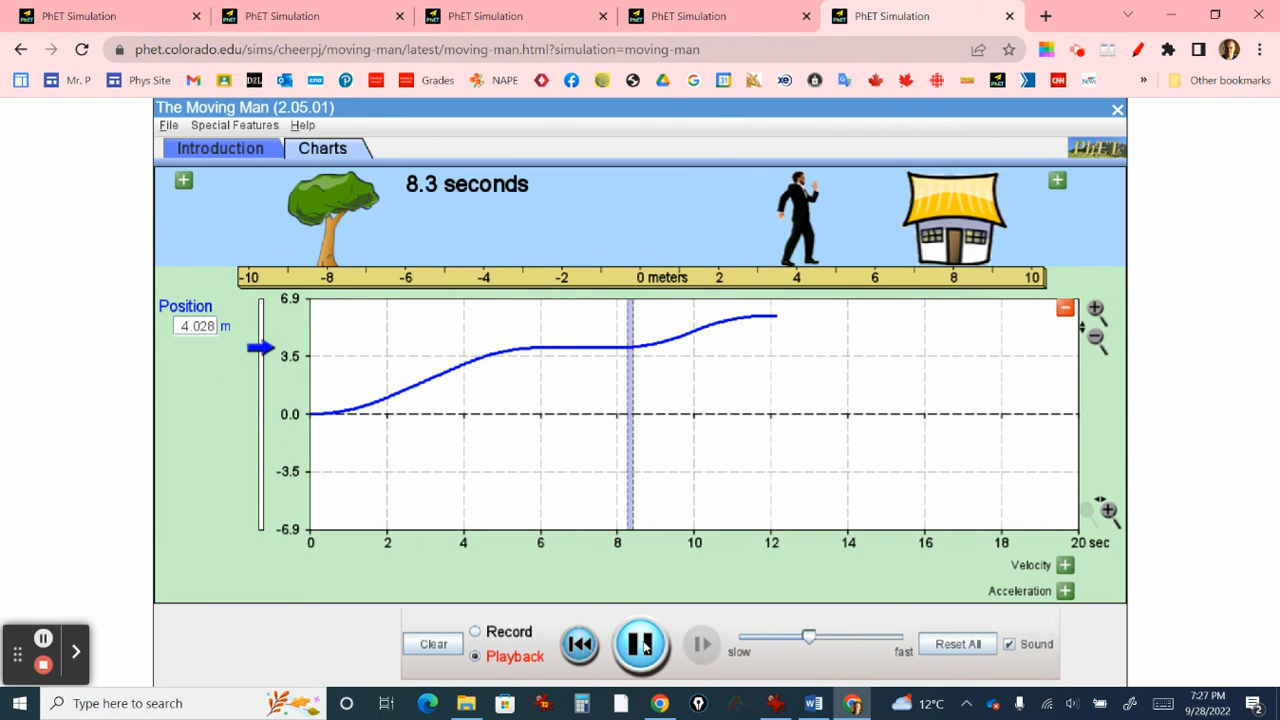 PhET Simulation
PhET Simulation
PhET Simulation
PhET Simulation
PhET Simulation
phet.colorado.edu/sims/cheerpj/moving-man/latest/moving-man.html?simulation=moving-man
Mr. P
Phys Site
D2L
Grades
NAPE
Other bookmarks
The Moving Man (2.05.01)
File Special Features Help
Introduction Charts
PhET
8.3 seconds
-10 -8 -6 -4 -2 0 meters 2 4 6 8 10
Position
4.028 m
6.9
3.5
0.0
-3.5
-6.9
0 2 4 6 8 10 12 14 16 18 20 sec
Velocity
Acceleration
Clear
Record
Playback
slow fast
Reset All
Sound
Type here to search
12°C
7:27 PM
9/28/2022